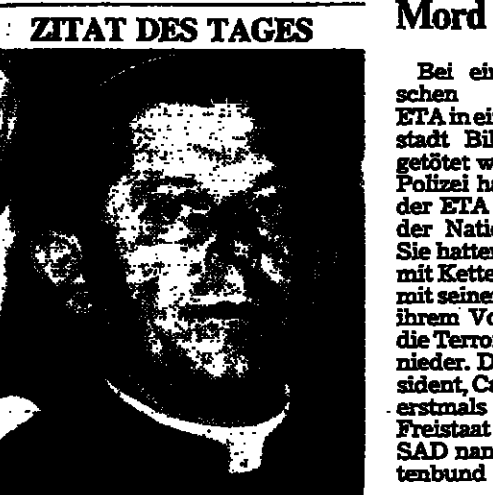 ZITAT DES TAGES
Mord
Bei ein
schen
ETA in ei
stadt Bil
getötet w
Polizei ha
der ETA
der Natio
Sie hatten
mit Kette
mit seiner
ihrem Vo
die Terror
nieder. D
sident, Ca
erstmals
Freistaat
SAD nan
tenbund